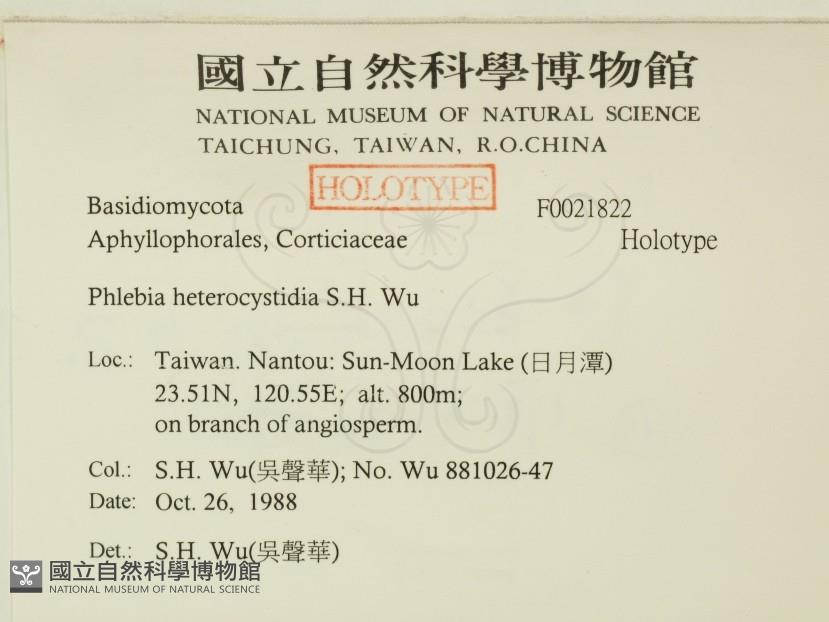 國立自然科學博物館
NATIONAL MUSEUM OF NATURAL SCIENCE
TAICHUNG, TAIWAN, R.O.CHINA
HOLOTYPE
Basidiomycota F0021822
Aphyllophorales, Corticiaceae Holotype
Phlebia heterocystidia S.H. Wu
Loc.: Taiwan. Nantou: Sun-Moon Lake (日月潭)
23.51N, 120.55E; alt. 800m;
on branch of angiosperm.
Col.: S.H. Wu(吳聲華); No. Wu 881026-47
Date: Oct. 26, 1988
Det.: S.H. Wu(吳聲華)
國立自然科學博物館
NATIONAL MUSEUM OF NATURAL SCIENCE